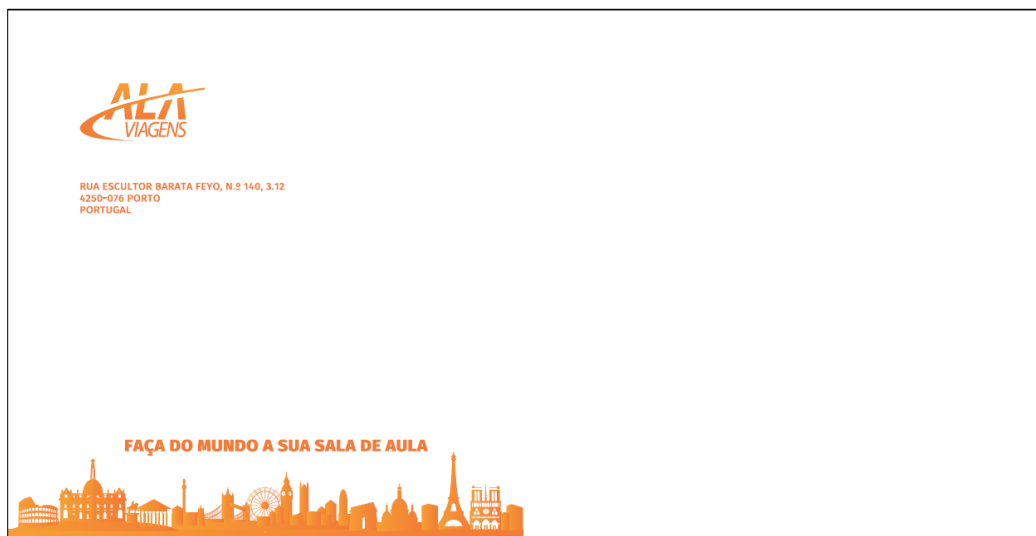 ALA
VIAGENS
RUA ESCULTOR BARATA FEYO, N.º 140, 3.12
4250-076 PORTO
PORTUGAL
FAÇA DO MUNDO A SUA SALA DE AULA